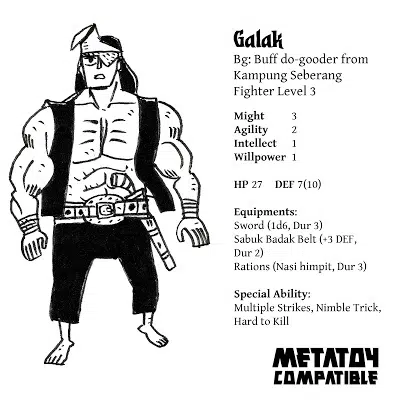 Galak
Bg: Buff do-gooder from
Kampung Seberang
Fighter Level 3
Might 3
Agility 2
Intellect 1
Willpower 1
HP 27 DEF 7(10)
Equipments:
Sword (1d6, Dur 3)
Sabuk Badak Belt (+3 DEF,
Dur 2)
Rations (Nasi himpit, Dur 3)
Special Ability:
Multiple Strikes, Nimble Trick,
Hard to Kill
METATOY
COMPATIBLE